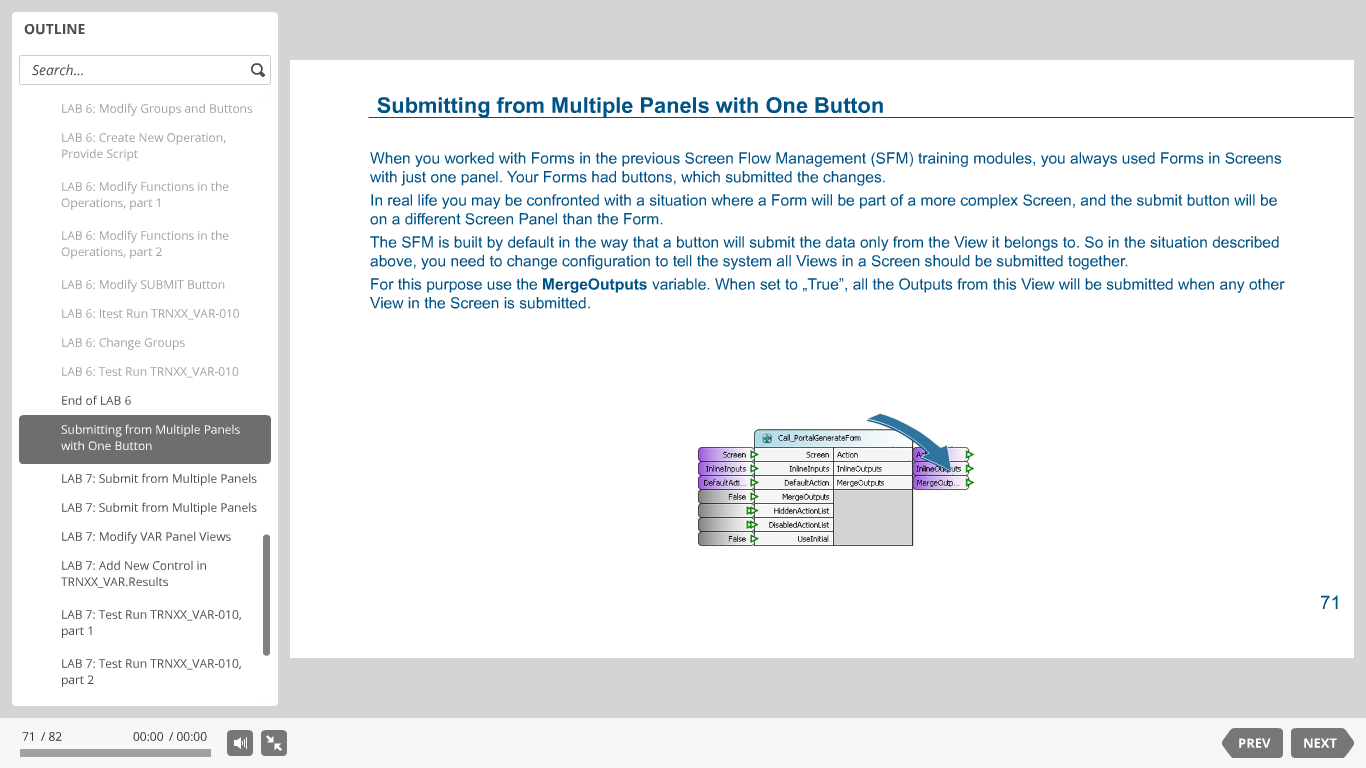 OUTLINE
Search...
LAB 6: Modify Groups and Buttons
LAB 6: Create New Operation,
Provide Script
LAB 6: Modify Functions in the
Operations, part 1
LAB 6: Modify Functions in the
Operations, part 2
LAB 6: Modify SUBMIT Button
LAB 6: Itest Run TRNXX_VAR-010
LAB 6: Change Groups
LAB 6: Test Run TRNXX_VAR-010
End of LAB 6
Submitting from Multiple Panels
with One Button
LAB 7: Submit from Multiple Panels
LAB 7: Submit from Multiple Panels
LAB 7: Modify VAR Panel Views
LAB 7: Add New Control in
TRNXX_VAR.Results
LAB 7: Test Run TRNXX_VAR-010,
part 1
LAB 7: Test Run TRNXX_VAR-010,
part 2
Submitting from Multiple Panels with One Button
When you worked with Forms in the previous Screen Flow Management (SFM) training modules, you always used Forms in Screens
with just one panel. Your Forms had buttons, which submitted the changes.
In real life you may be confronted with a situation where a Form will be part of a more complex Screen, and the submit button will be
on a different Screen Panel than the Form.
The SFM is built by default in the way that a button will submit the data only from the View it belongs to. So in the situation described
above, you need to change configuration to tell the system all Views in a Screen should be submitted together.
For this purpose use the MergeOutputs variable. When set to „True”, all the Outputs from this View will be submitted when any other
View in the Screen is submitted.
Call_PortalGenerateForm
Screen Screen Action
InlineInputs InlineInputs InlineOutputs InlineOutputs
DefaultActi... DefaultAction MergeOutputs MergeOutp...
False MergeOutputs
HiddenActionList
DisabledActionList
False UseInitial
71
71 / 82 00:00 / 00:00
PREV NEXT